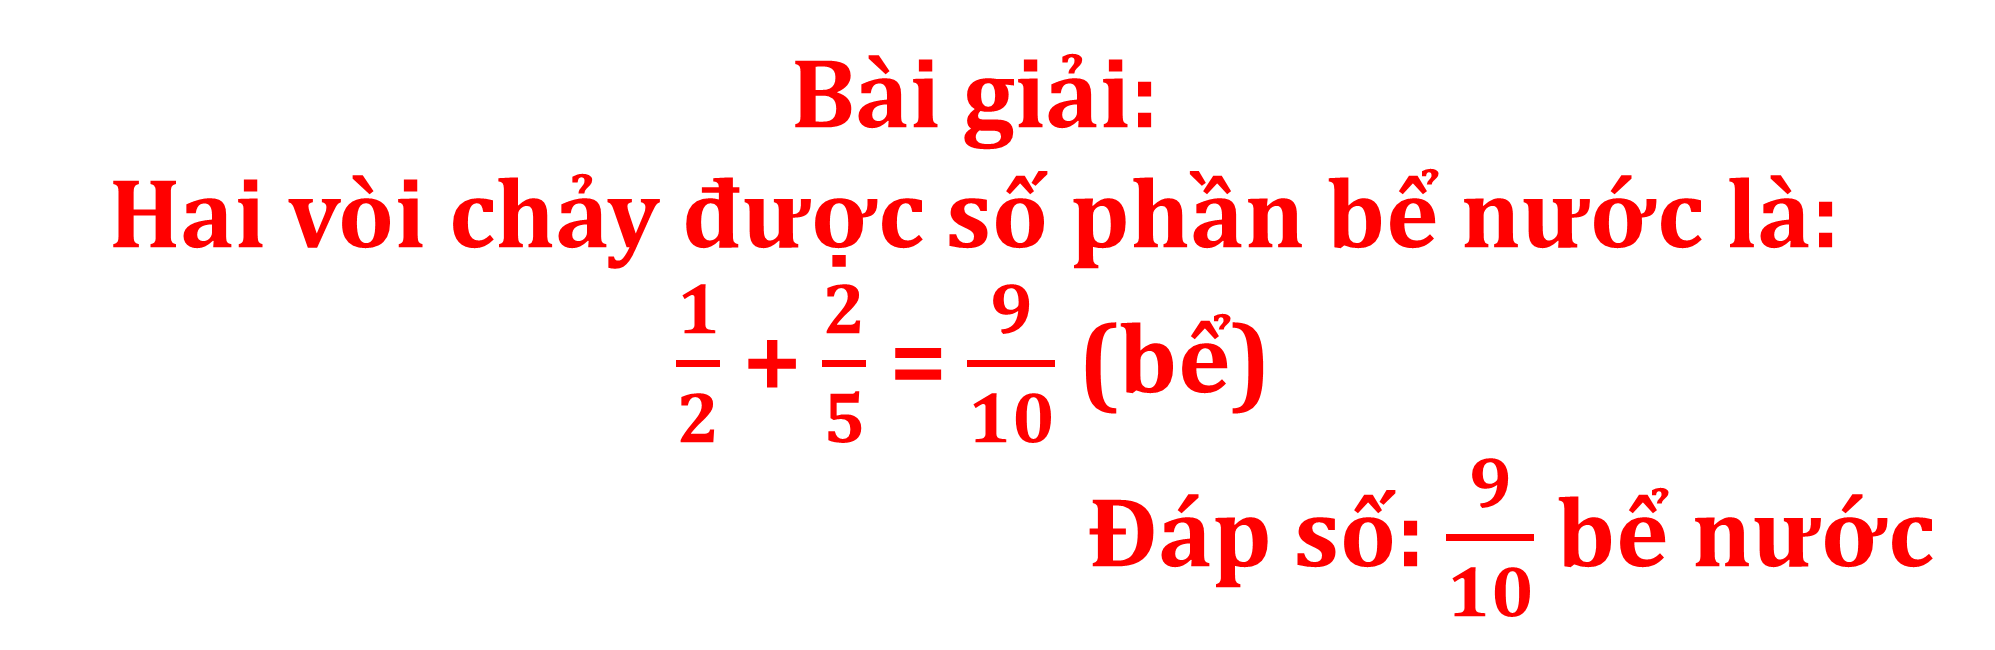 Bài giải:
Hai vòi chảy được số phần bể nước là:
1/2 + 2/5 = 9/10 (bể)
Đáp số: 9/10 bể nước